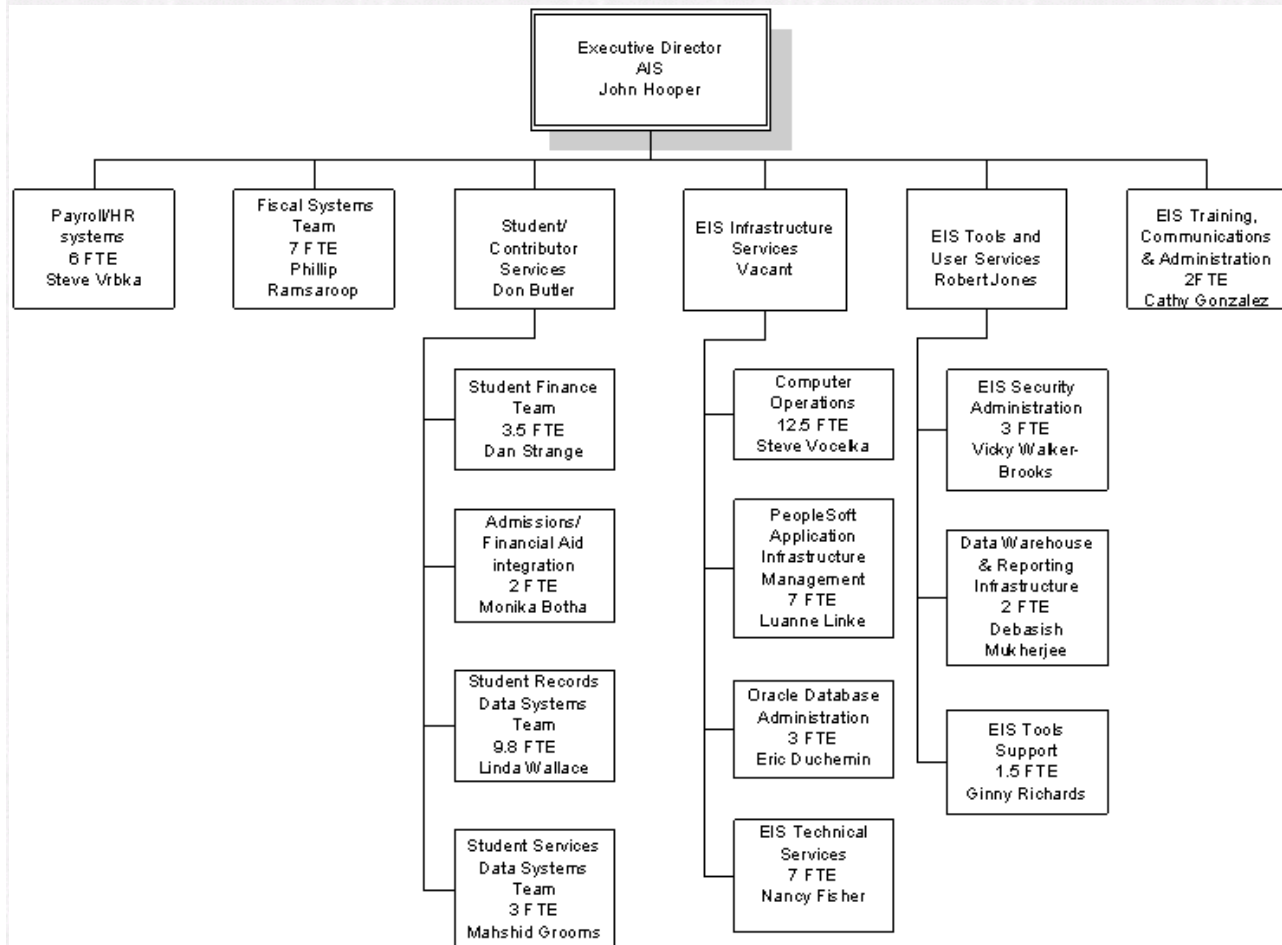 Executive Director
AIS
John Hooper
Payroll/HR
systems
6 FTE
Steve Vrbka
Fiscal Systems
Team
7 FTE
Phillip
Ramsaroop
Student/
Contributor
Services
Don Butler
EIS Infrastructure
Services
Vacant
EIS Tools and
User Services
Robert Jones
EIS Training,
Communications
& Administration
2FTE
Cathy Gonzalez
Student Finance
Team
3.5 FTE
Dan Strange
Admissions/
Financial Aid
integration
2 FTE
Monika Botha
Student Records
Data Systems
Team
9.8 FTE
Linda Wallace
Student Services
Data Systems
Team
3 FTE
Mahshid Grooms
Computer
Operations
12.5 FTE
Steve Vocelka
PeopleSoft
Application
Infrastructure
Management
7 FTE
Luanne Linke
Oracle Database
Administration
3 FTE
Eric Duchemin
EIS Technical
Services
7 FTE
Nancy Fisher
EIS Security
Administration
3 FTE
Vicky Walker-
Brooks
Data Warehouse
& Reporting
Infrastructure
2 FTE
Debasish
Mukherjee
EIS Tools
Support
1.5 FTE
Ginny Richards